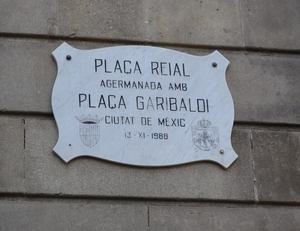 PLAÇA REIAL
AGERMANADA AMB
PLAÇA GARIBALDI
CIUTAT DE MÈXIC
13-XI-1988